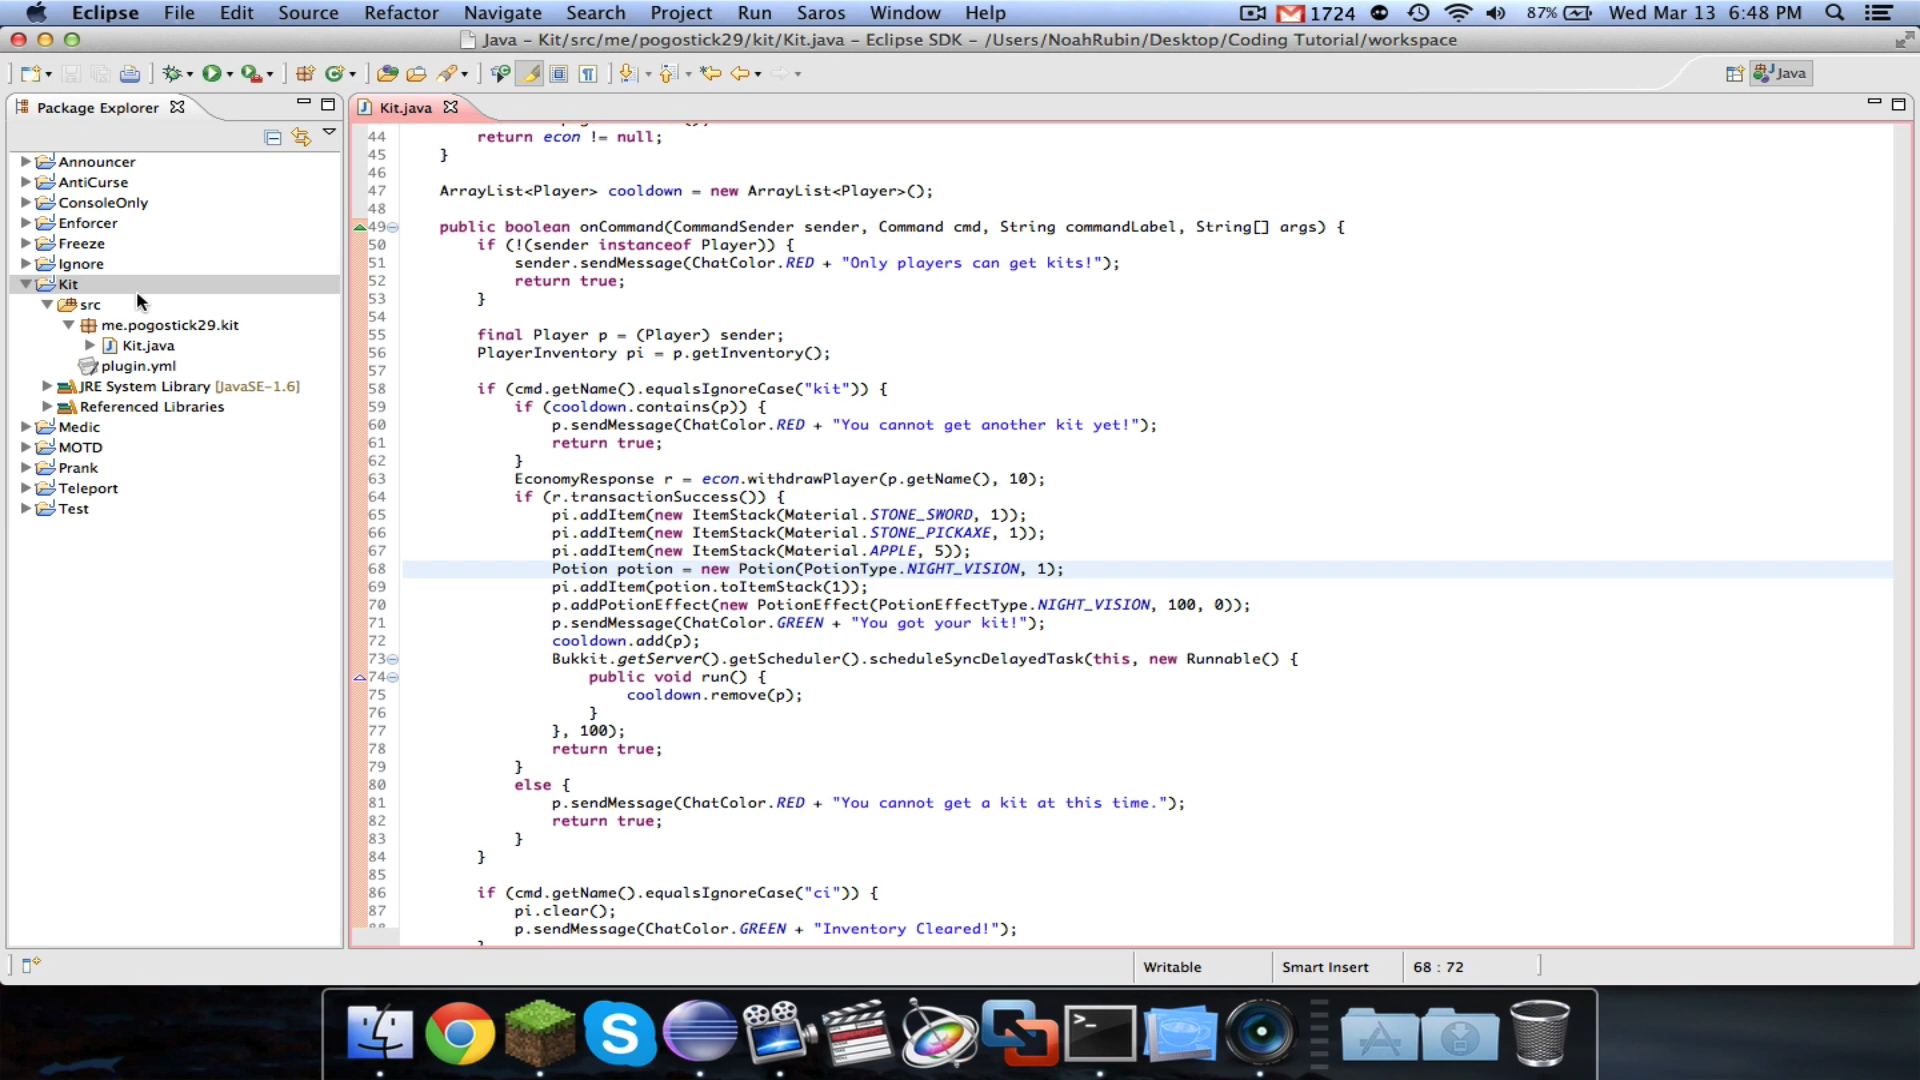 Eclipse File Edit Source Refactor Navigate Search Project Run Saros Window Help 1724 87% Wed Mar 13 6:48 PM
Java – Kit/src/me/pogostick29/kit/Kit.java – Eclipse SDK – /Users/NoahRubin/Desktop/Coding Tutorial/workspace
Java
Package Explorer
Announcer
AntiCurse
ConsoleOnly
Enforcer
Freeze
Ignore
Kit
src
me.pogostick29.kit
Kit.java
plugin.yml
JRE System Library [JavaSE-1.6]
Referenced Libraries
Medic
MOTD
Prank
Teleport
Test
Kit.java
44 return econ != null;
45 }
46
47 ArrayList<Player> cooldown = new ArrayList<Player>();
48
49 public boolean onCommand(CommandSender sender, Command cmd, String commandLabel, String[] args) {
50 if (!(sender instanceof Player)) {
51 sender.sendMessage(ChatColor.RED + "Only players can get kits!");
52 return true;
53 }
54
55 final Player p = (Player) sender;
56 PlayerInventory pi = p.getInventory();
57
58 if (cmd.getName().equalsIgnoreCase("kit")) {
59 if (cooldown.contains(p)) {
60 p.sendMessage(ChatColor.RED + "You cannot get another kit yet!");
61 return true;
62 }
63 EconomyResponse r = econ.withdrawPlayer(p.getName(), 10);
64 if (r.transactionSuccess()) {
65 pi.addItem(new ItemStack(Material.STONE_SWORD, 1));
66 pi.addItem(new ItemStack(Material.STONE_PICKAXE, 1));
67 pi.addItem(new ItemStack(Material.APPLE, 5));
68 Potion potion = new Potion(PotionType.NIGHT_VISION, 1);
69 pi.addItem(potion.toItemStack(1));
70 p.addPotionEffect(new PotionEffect(PotionEffectType.NIGHT_VISION, 100, 0));
71 p.sendMessage(ChatColor.GREEN + "You got your kit!");
72 cooldown.add(p);
73 Bukkit.getServer().getScheduler().scheduleSyncDelayedTask(this, new Runnable() {
74 public void run() {
75 cooldown.remove(p);
76 }
77 }, 100);
78 return true;
79 }
80 else {
81 p.sendMessage(ChatColor.RED + "You cannot get a kit at this time.");
82 return true;
83 }
84 }
85
86 if (cmd.getName().equalsIgnoreCase("ci")) {
87 pi.clear();
88 p.sendMessage(ChatColor.GREEN + "Inventory Cleared!");
Writable Smart Insert 68 : 72